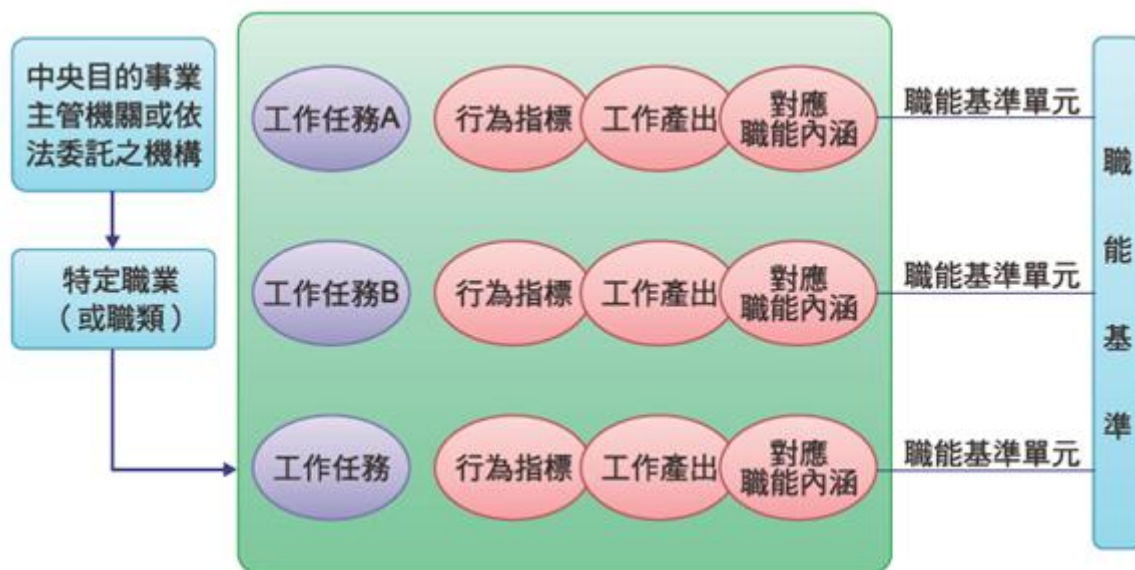 中央目的事業
主管機關或依
法委託之機構
特定職業
（或職類）
工作任務A
行為指標
工作產出
對應
職能內涵
職能基準單元
工作任務B
行為指標
工作產出
對應
職能內涵
職能基準單元
工作任務
行為指標
工作產出
對應
職能內涵
職能基準單元
職能基準